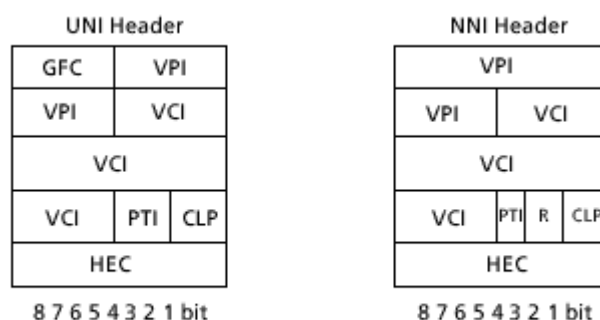 UNI Header
GFC VPI
VPI VCI
VCI
VCI PTI CLP
HEC
8 7 6 5 4 3 2 1 bit
NNI Header
VPI
VPI VCI
VCI
VCI PTI R CLP
HEC
8 7 6 5 4 3 2 1 bit